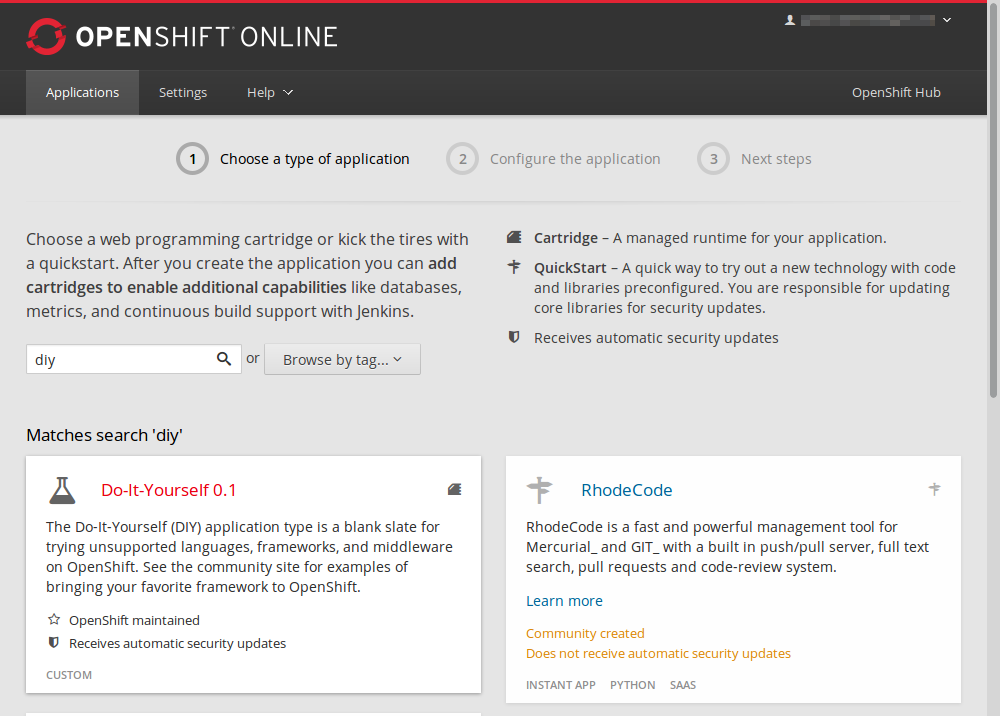 OPENSHIFT ONLINE
Applications
Settings
Help
OpenShift Hub
1 Choose a type of application
2 Configure the application
3 Next steps
Choose a web programming cartridge or kick the tires with
a quickstart. After you create the application you can add
cartridges to enable additional capabilities like databases,
metrics, and continuous build support with Jenkins.
diy
or
Browse by tag...
Cartridge – A managed runtime for your application.
QuickStart – A quick way to try out a new technology with code
and libraries preconfigured. You are responsible for updating
core libraries for security updates.
Receives automatic security updates
Matches search 'diy'
Do-It-Yourself 0.1
The Do-It-Yourself (DIY) application type is a blank slate for
trying unsupported languages, frameworks, and middleware
on OpenShift. See the community site for examples of
bringing your favorite framework to OpenShift.
OpenShift maintained
Receives automatic security updates
CUSTOM
RhodeCode
RhodeCode is a fast and powerful management tool for
Mercurial_ and GIT_ with a built in push/pull server, full text
search, pull requests and code-review system.
Learn more
Community created
Does not receive automatic security updates
INSTANT APP PYTHON SAAS